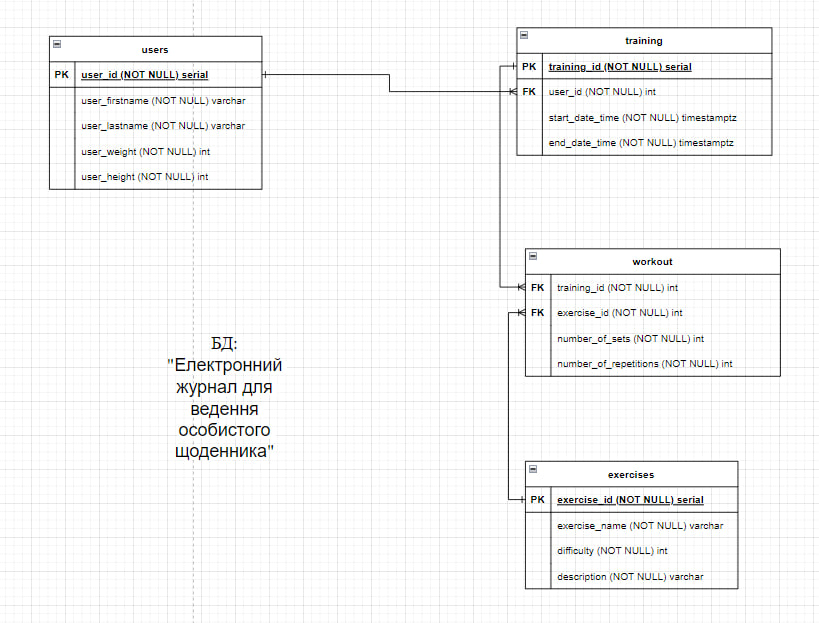 users
PK user_id (NOT NULL) serial
user_firstname (NOT NULL) varchar
user_lastname (NOT NULL) varchar
user_weight (NOT NULL) int
user_height (NOT NULL) int
training
PK training_id (NOT NULL) serial
FK user_id (NOT NULL) int
start_date_time (NOT NULL) timestamptz
end_date_time (NOT NULL) timestamptz
workout
FK training_id (NOT NULL) int
FK exercise_id (NOT NULL) int
number_of_sets (NOT NULL) int
number_of_repetitions (NOT NULL) int
БД:
"Електронний
журнал для
ведення
особистого
щоденника"
exercises
PK exercise_id (NOT NULL) serial
exercise_name (NOT NULL) varchar
difficulty (NOT NULL) int
description (NOT NULL) varchar